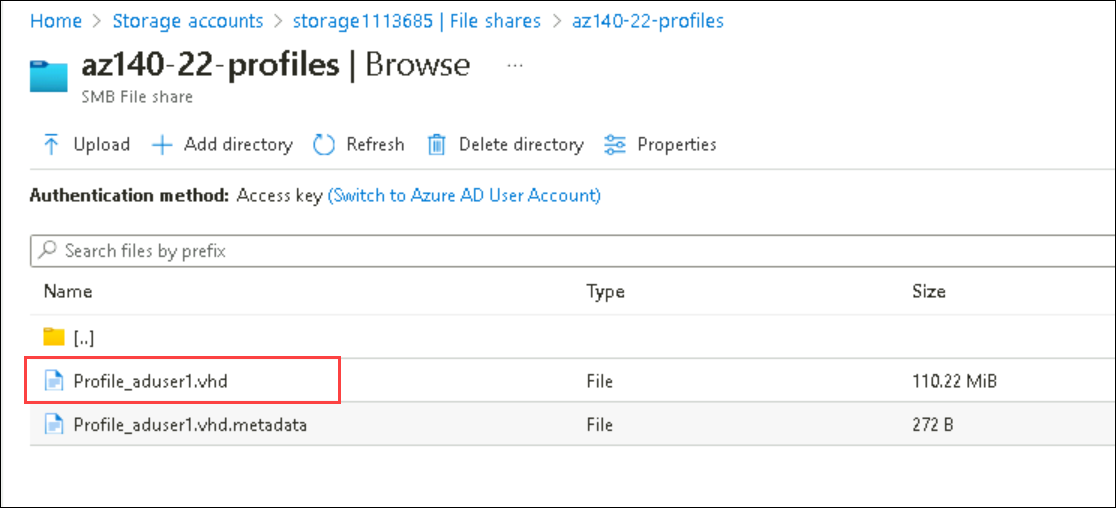 Home > Storage accounts > storage1113685 | File shares > az140-22-profiles
az140-22-profiles | Browse ...
SMB File share
Upload Add directory Refresh Delete directory Properties
Authentication method: Access key (Switch to Azure AD User Account)
Search files by prefix
Name Type Size
[..]
Profile_aduser1.vhd File 110.22 MiB
Profile_aduser1.vhd.metadata File 272 B